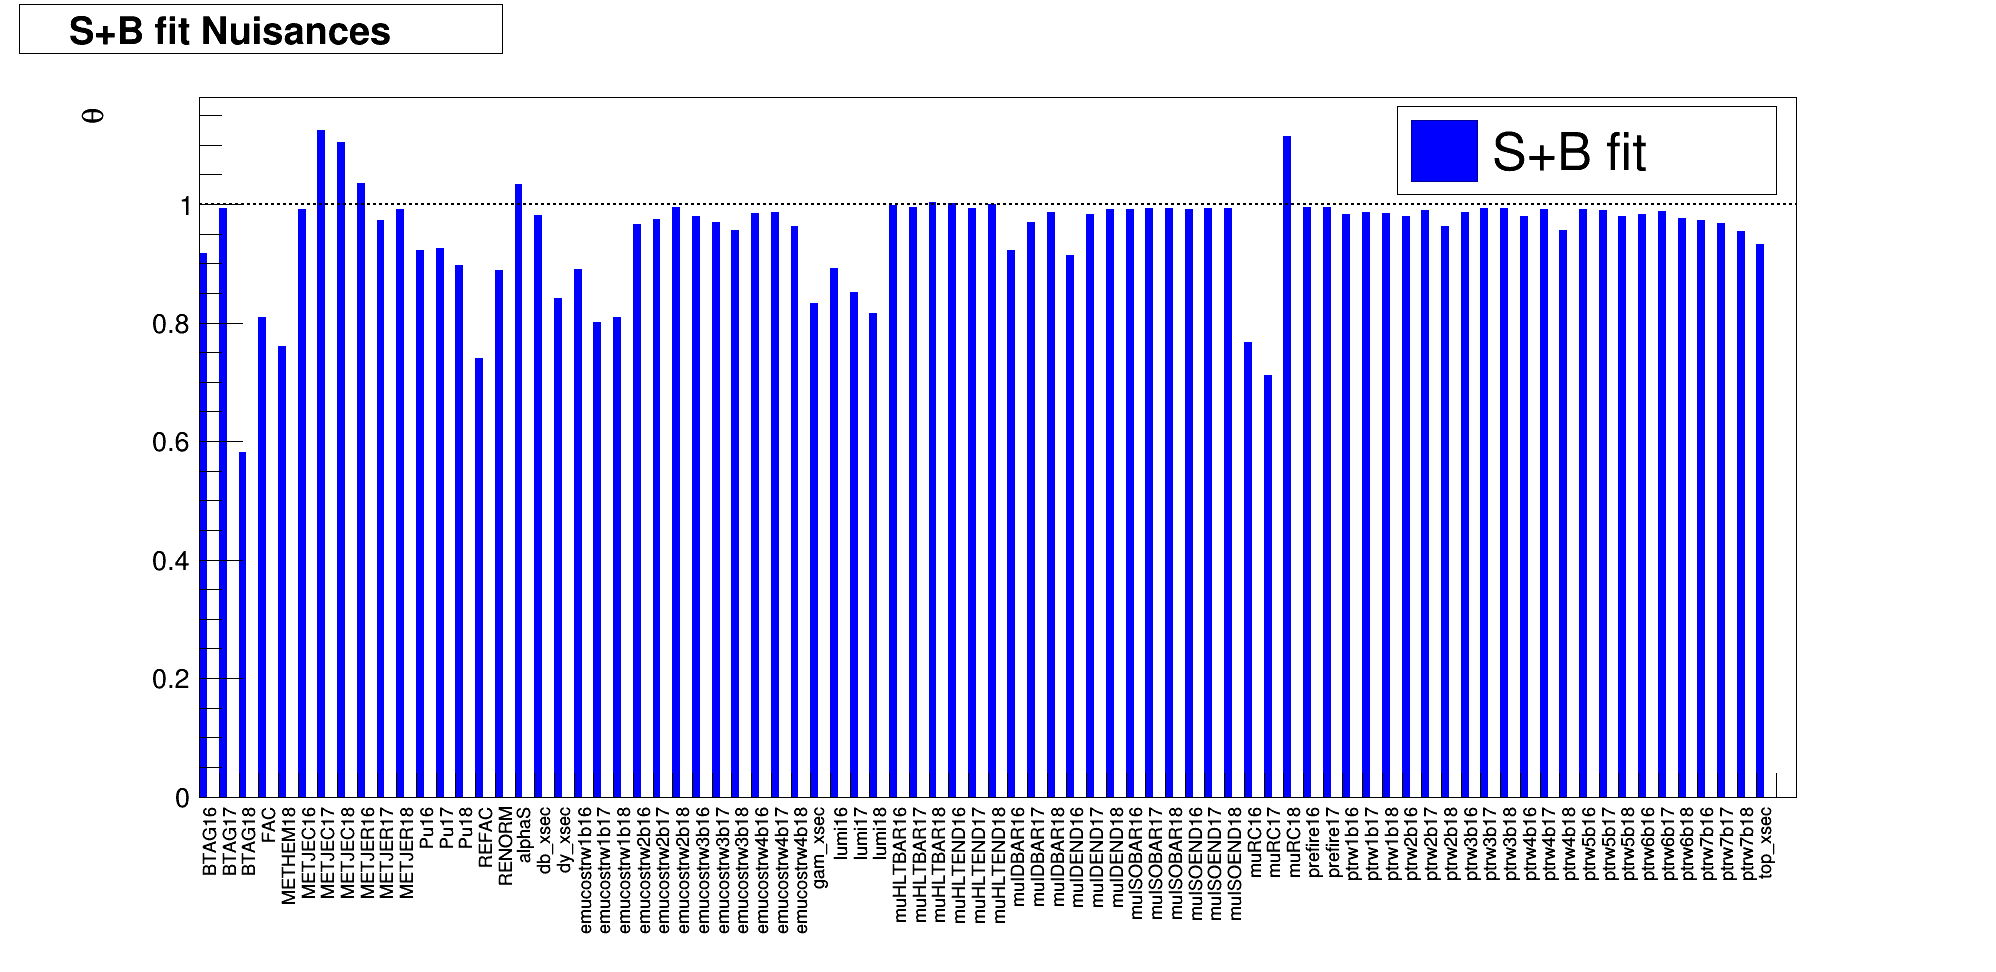 S+B fit Nuisances
θ
S+B fit
1
0.8
0.6
0.4
0.2
0
BTAG16
BTAG17
BTAG18
FAC
METHEM18
METJEC16
METJEC17
METJEC18
METJER16
METJER17
METJER18
Pu16
Pu17
Pu18
REFAC
RENORM
alphaS
db_xsec
dy_xsec
emucostrw1b16
emucostrw1b17
emucostrw1b18
emucostrw2b16
emucostrw2b17
emucostrw2b18
emucostrw3b16
emucostrw3b17
emucostrw3b18
emucostrw4b16
emucostrw4b17
emucostrw4b18
gam_xsec
lumi16
lumi17
lumi18
muHLTBAR16
muHLTBAR17
muHLTBAR18
muHLTEND16
muHLTEND17
muHLTEND18
muIDBAR16
muIDBAR17
muIDBAR18
muIDEND16
muIDEND17
muIDEND18
muISOBAR16
muISOBAR17
muISOBAR18
muISOEND16
muISOEND17
muISOEND18
muRC16
muRC17
muRC18
prefire16
prefire17
ptrw1b16
ptrw1b17
ptrw1b18
ptrw2b16
ptrw2b17
ptrw2b18
ptrw3b16
ptrw3b17
ptrw3b18
ptrw4b16
ptrw4b17
ptrw4b18
ptrw5b16
ptrw5b17
ptrw5b18
ptrw6b16
ptrw6b17
ptrw6b18
ptrw7b16
ptrw7b17
ptrw7b18
top_xsec